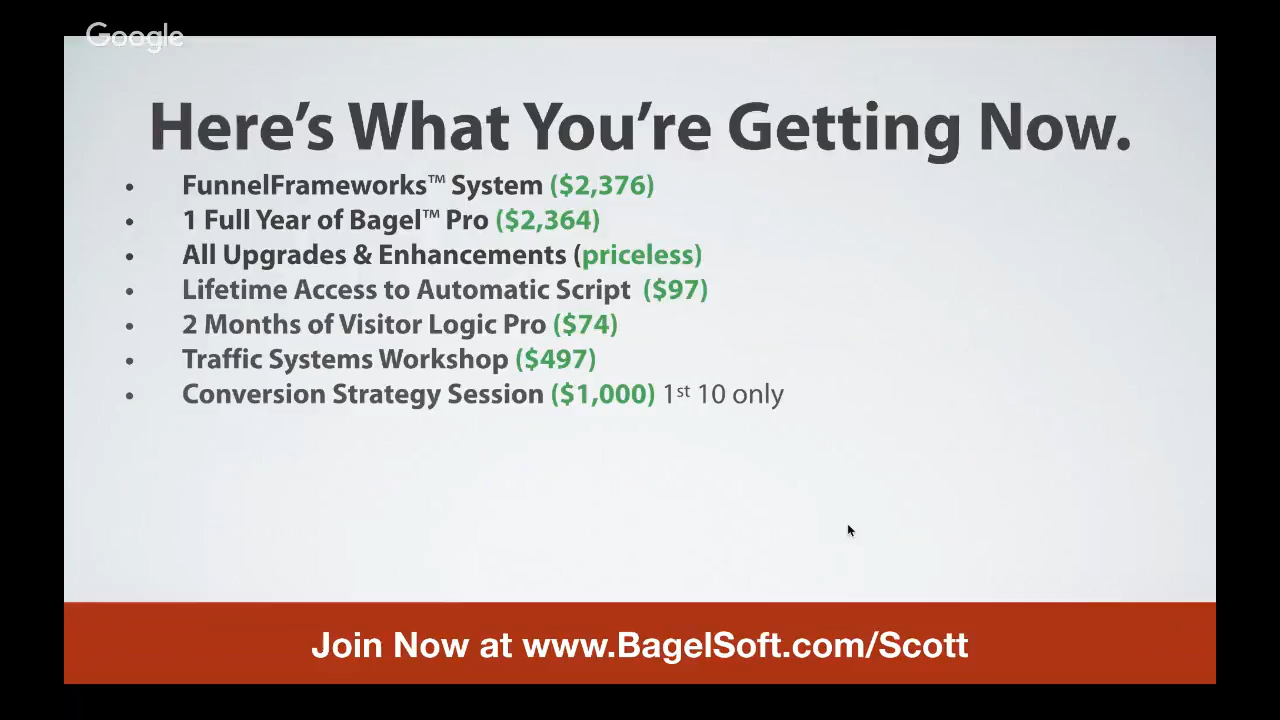 Google
Here's What You're Getting Now.
• FunnelFrameworks™ System ($2,376)
• 1 Full Year of Bagel™ Pro ($2,364)
• All Upgrades & Enhancements (priceless)
• Lifetime Access to Automatic Script ($97)
• 2 Months of Visitor Logic Pro ($74)
• Traffic Systems Workshop ($497)
• Conversion Strategy Session ($1,000) 1st 10 only
Join Now at www.BagelSoft.com/Scott